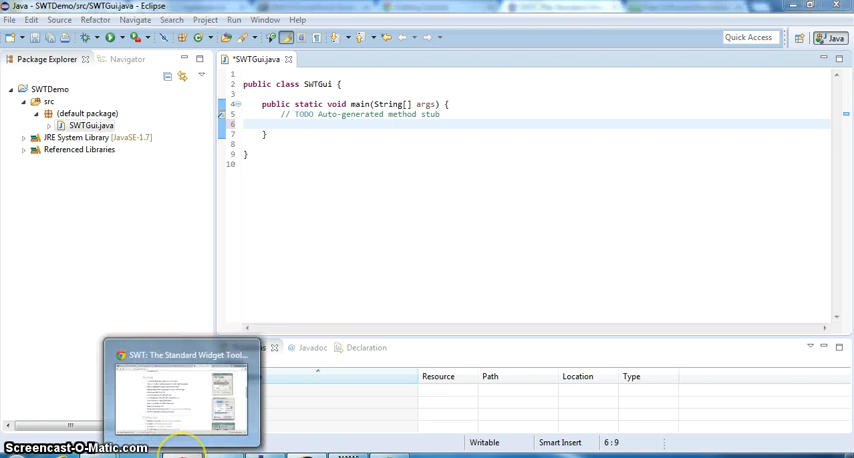 Java - SWTDemo/src/SWTGui.java - Eclipse
File Edit Source Refactor Navigate Search Project Run Window Help
Quick Access
Java
Package Explorer Navigator
*SWTGui.java
SWTDemo
src
(default package)
SWTGui.java
JRE System Library [JavaSE-1.7]
Referenced Libraries
1
2 public class SWTGui {
3
4 public static void main(String[] args) {
5 // TODO Auto-generated method stub
6
7 }
8
9 }
10
Javadoc Declaration
SWT: The Standard Widget Tool...
Resource Path Location Type
Screencast-O-Matic.com
Writable Smart Insert 6 : 9